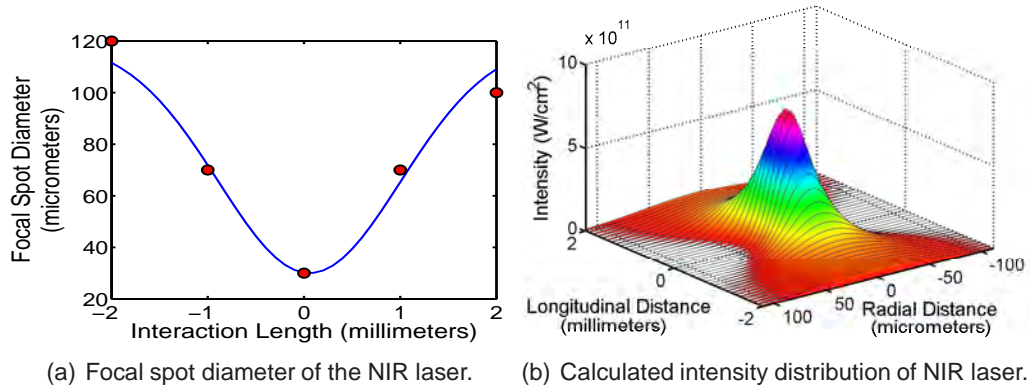 120
100
80
60
40
20
−2
−1
0
1
2
Focal Spot Diameter
(micrometers)
Interaction Length (millimeters)
x 10^11
10
5
0
Intensity (W/cm^2)
2
0
-2
Longitudinal Distance
(millimeters)
100
50
0
-50
-100
Radial Distance
(micrometers)
(a) Focal spot diameter of the NIR laser.
(b) Calculated intensity distribution of NIR laser.